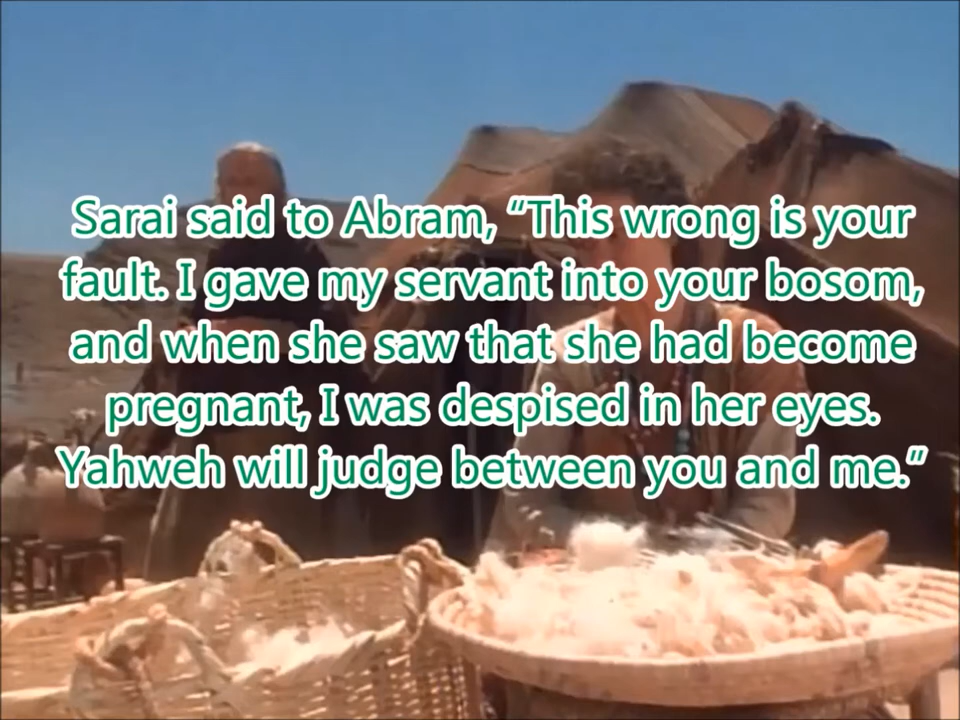 Sarai said to Abram, “This wrong is your
fault. I gave my servant into your bosom,
and when she saw that she had become
pregnant, I was despised in her eyes.
Yahweh will judge between you and me.”